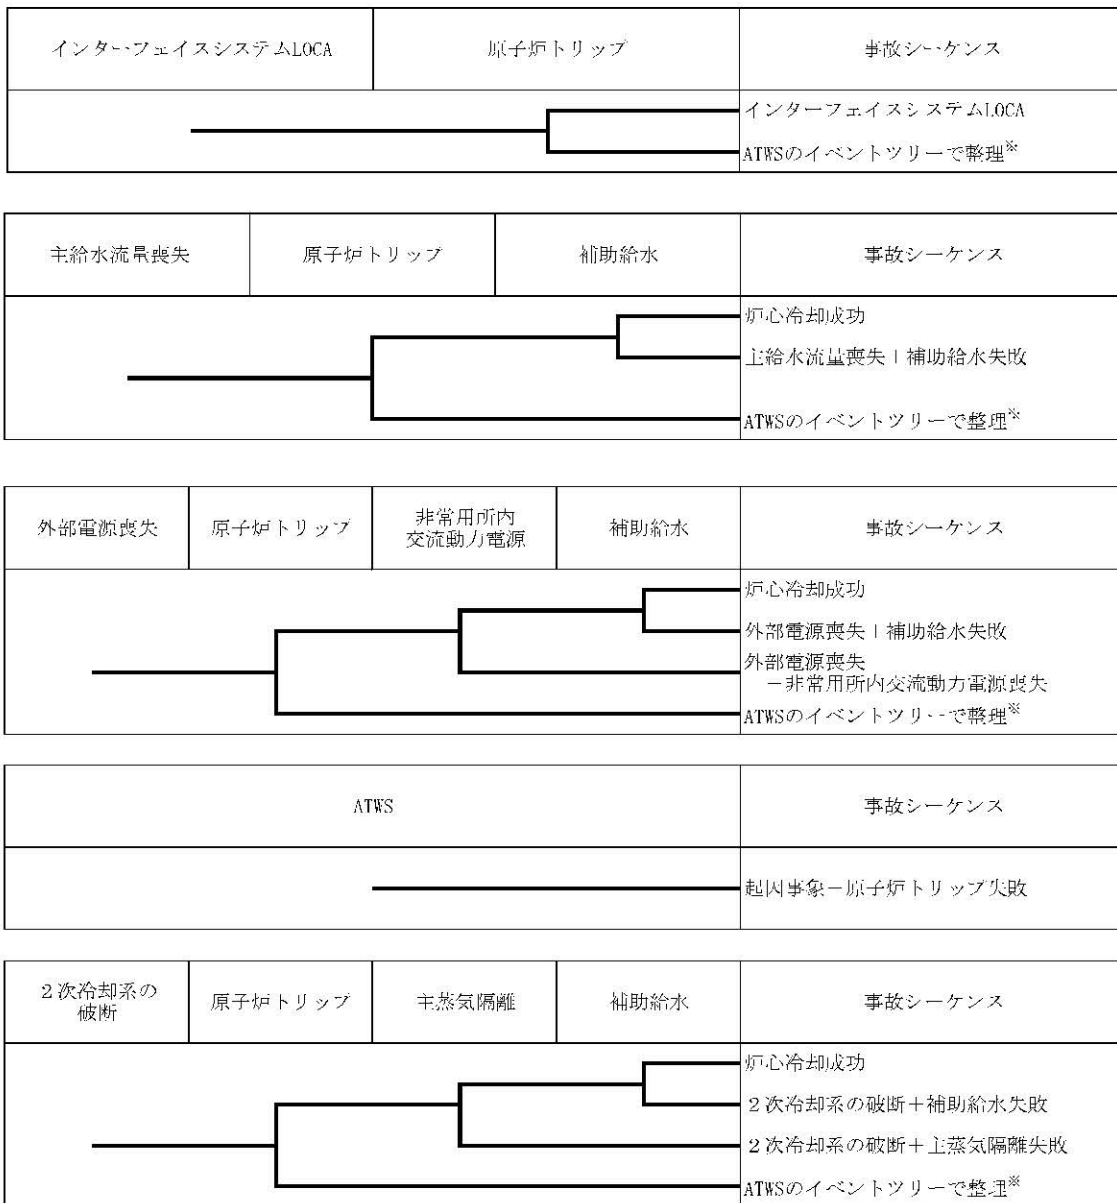 インターフェイスシステムLOCA 原子炉トリップ 事故シーケンス
インターフェイスシステムLOCA
ATWSのイベントツリーで整理※
主給水流量喪失 原子炉トリップ 補助給水 事故シーケンス
炉心冷却成功
主給水流量喪失+補助給水失敗
ATWSのイベントツリーで整理※
外部電源喪失 原子炉トリップ 非常用所内 補助給水 事故シーケンス
交流動力電源
炉心冷却成功
外部電源喪失+補助給水失敗
外部電源喪失
+非常用所内交流動力電源喪失
ATWSのイベントツリーで整理※
ATWS 事故シーケンス
起因事象+原子炉トリップ失敗
2次冷却系の 原子炉トリップ 主蒸気隔離 補助給水 事故シーケンス
破断
炉心冷却成功
2次冷却系の破断+補助給水失敗
2次冷却系の破断+主蒸気隔離失敗
ATWSのイベントツリーで整理※